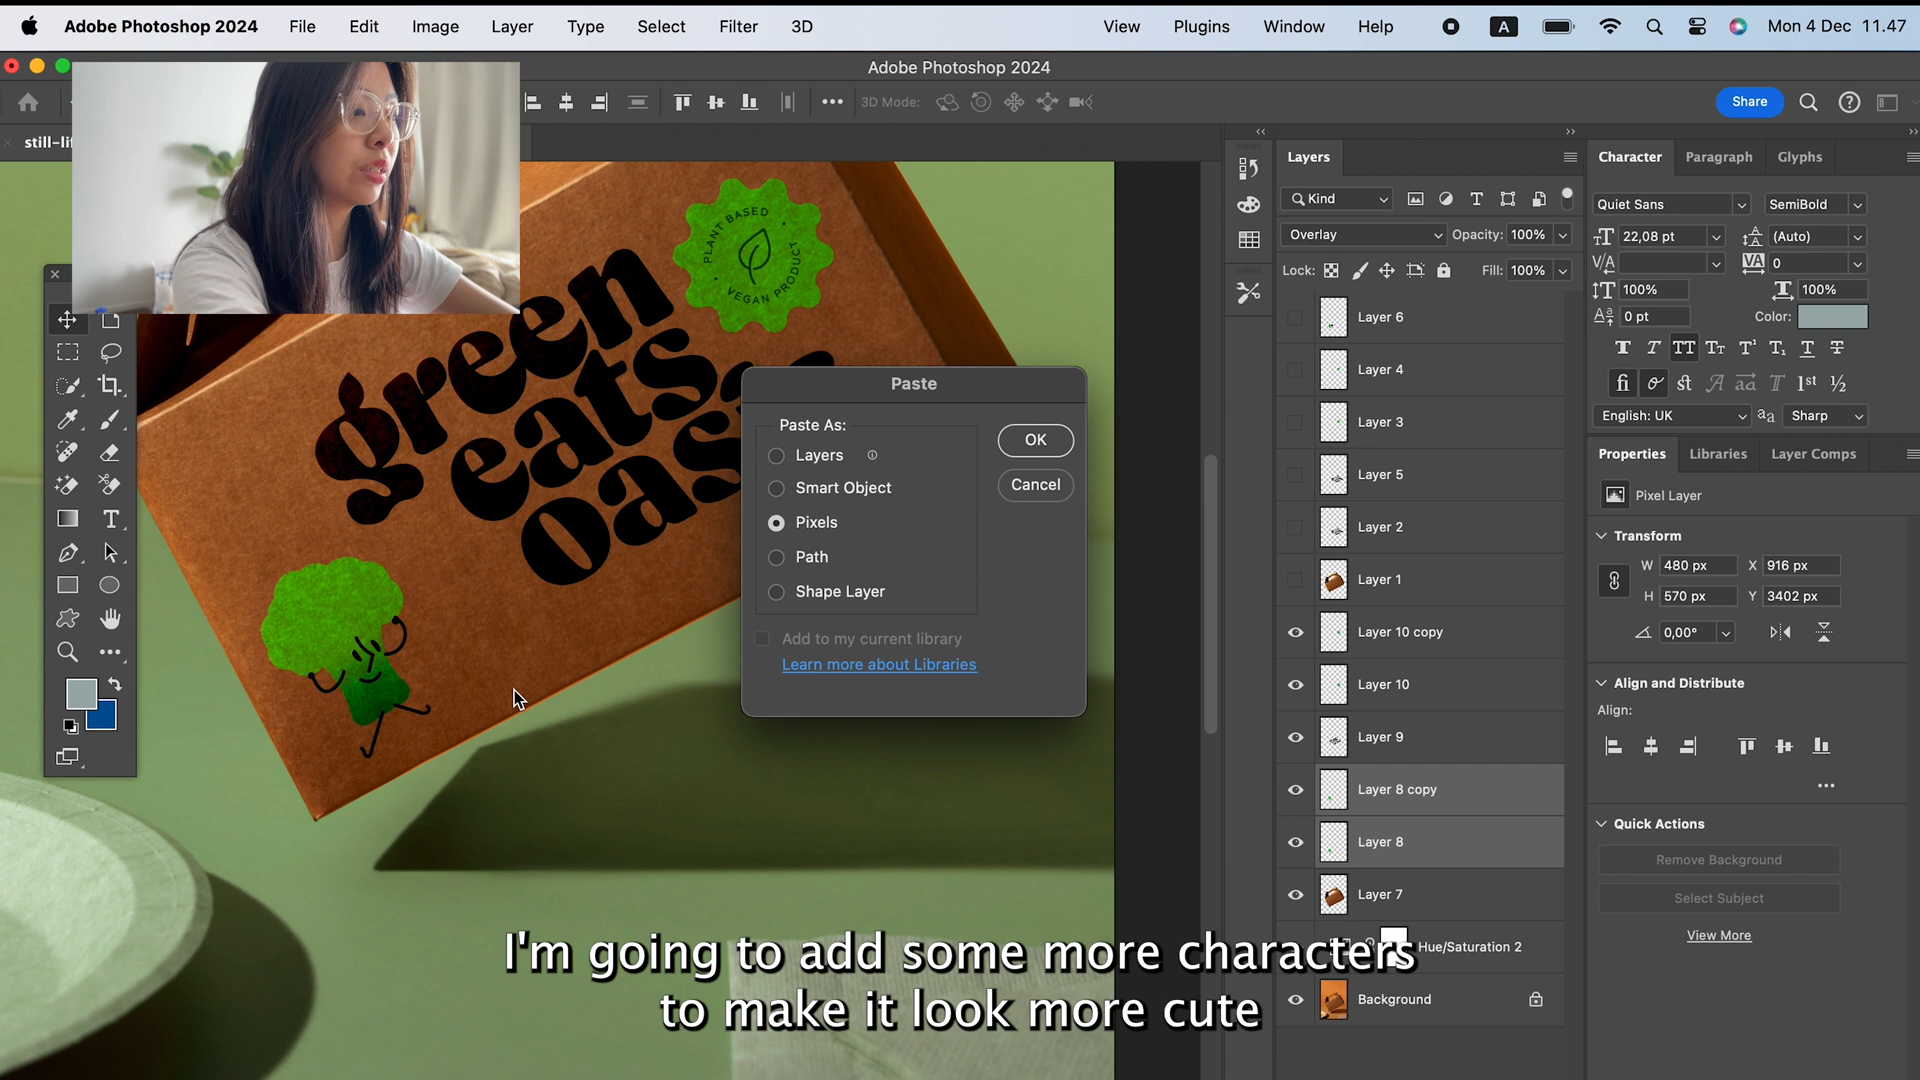 Adobe Photoshop 2024 File Edit Image Layer Type Select Filter 3D View Plugins Window Help A Mon 4 Dec 11.47
Adobe Photoshop 2024
3D Mode:
Share
still-lif
Layers
Character Paragraph Glyphs
Kind
Quiet Sans SemiBold
Overlay Opacity: 100%
22,08 pt (Auto)
Lock: Fill: 100%
0
100% 100%
0 pt Color:
English: UK Sharp
Layer 6
Layer 4
Layer 3
Layer 5
Layer 2
Layer 1
Layer 10 copy
Layer 10
Layer 9
Layer 8 copy
Layer 8
Layer 7
Hue/Saturation 2
Background
Properties Libraries Layer Comps
Pixel Layer
Transform
W 480 px X 916 px
H 570 px Y 3402 px
0,00°
Align and Distribute
Align:
Quick Actions
Remove Background
Select Subject
View More
PLANT BASED
VEGAN PRODUCT
green
eats
Paste
Paste As:
Layers
Smart Object
Pixels
Path
Shape Layer
OK
Cancel
Add to my current library
Learn more about Libraries
I'm going to add some more characters
to make it look more cute